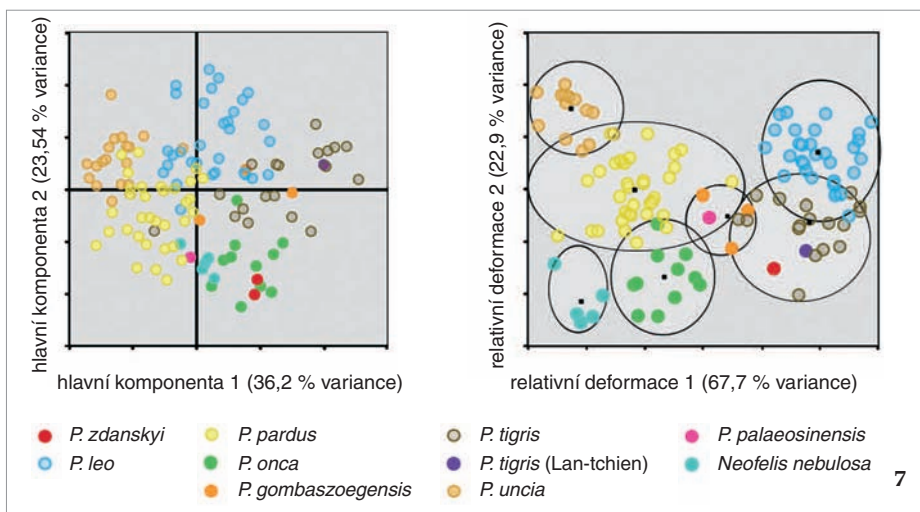 hlavní komponenta 2 (23,54 % variance)
hlavní komponenta 1 (36,2 % variance)
relativní deformace 2 (22,9 % variance)
relativní deformace 1 (67,7 % variance)
P. zdanskyi
P. leo
P. pardus
P. onca
P. gombaszoegensis
P. tigris
P. tigris (Lan-tchien)
P. uncia
P. palaeosinensis
Neofelis nebulosa
7